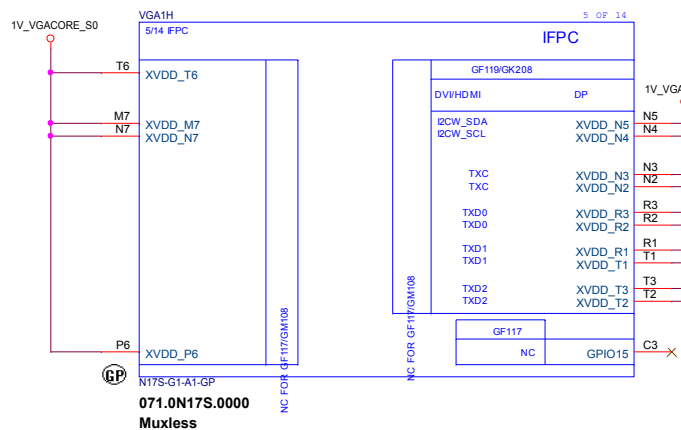 VGA1H
5 OF 14
1V_VGACORE_S0
5/14 IFPC
IFPC
T6
XVDD_T6
GF119/GK208
DVI/HDMI
DP
1V_VGA
M7
XVDD_M7
N7
XVDD_N7
I2CW_SDA
XVDD_N5
N5
I2CW_SCL
XVDD_N4
N4
TXC
XVDD_N3
N3
TXC
XVDD_N2
N2
TXD0
XVDD_R3
R3
TXD0
XVDD_R2
R2
TXD1
XVDD_R1
R1
TXD1
XVDD_T1
T1
TXD2
XVDD_T3
T3
TXD2
XVDD_T2
T2
NC FOR GF117/GM108
NC FOR GF117/GM108
GF117
P6
XVDD_P6
NC
GPIO15
C3
GP
N17S-G1-A1-GP
071.0N17S.0000
Muxless